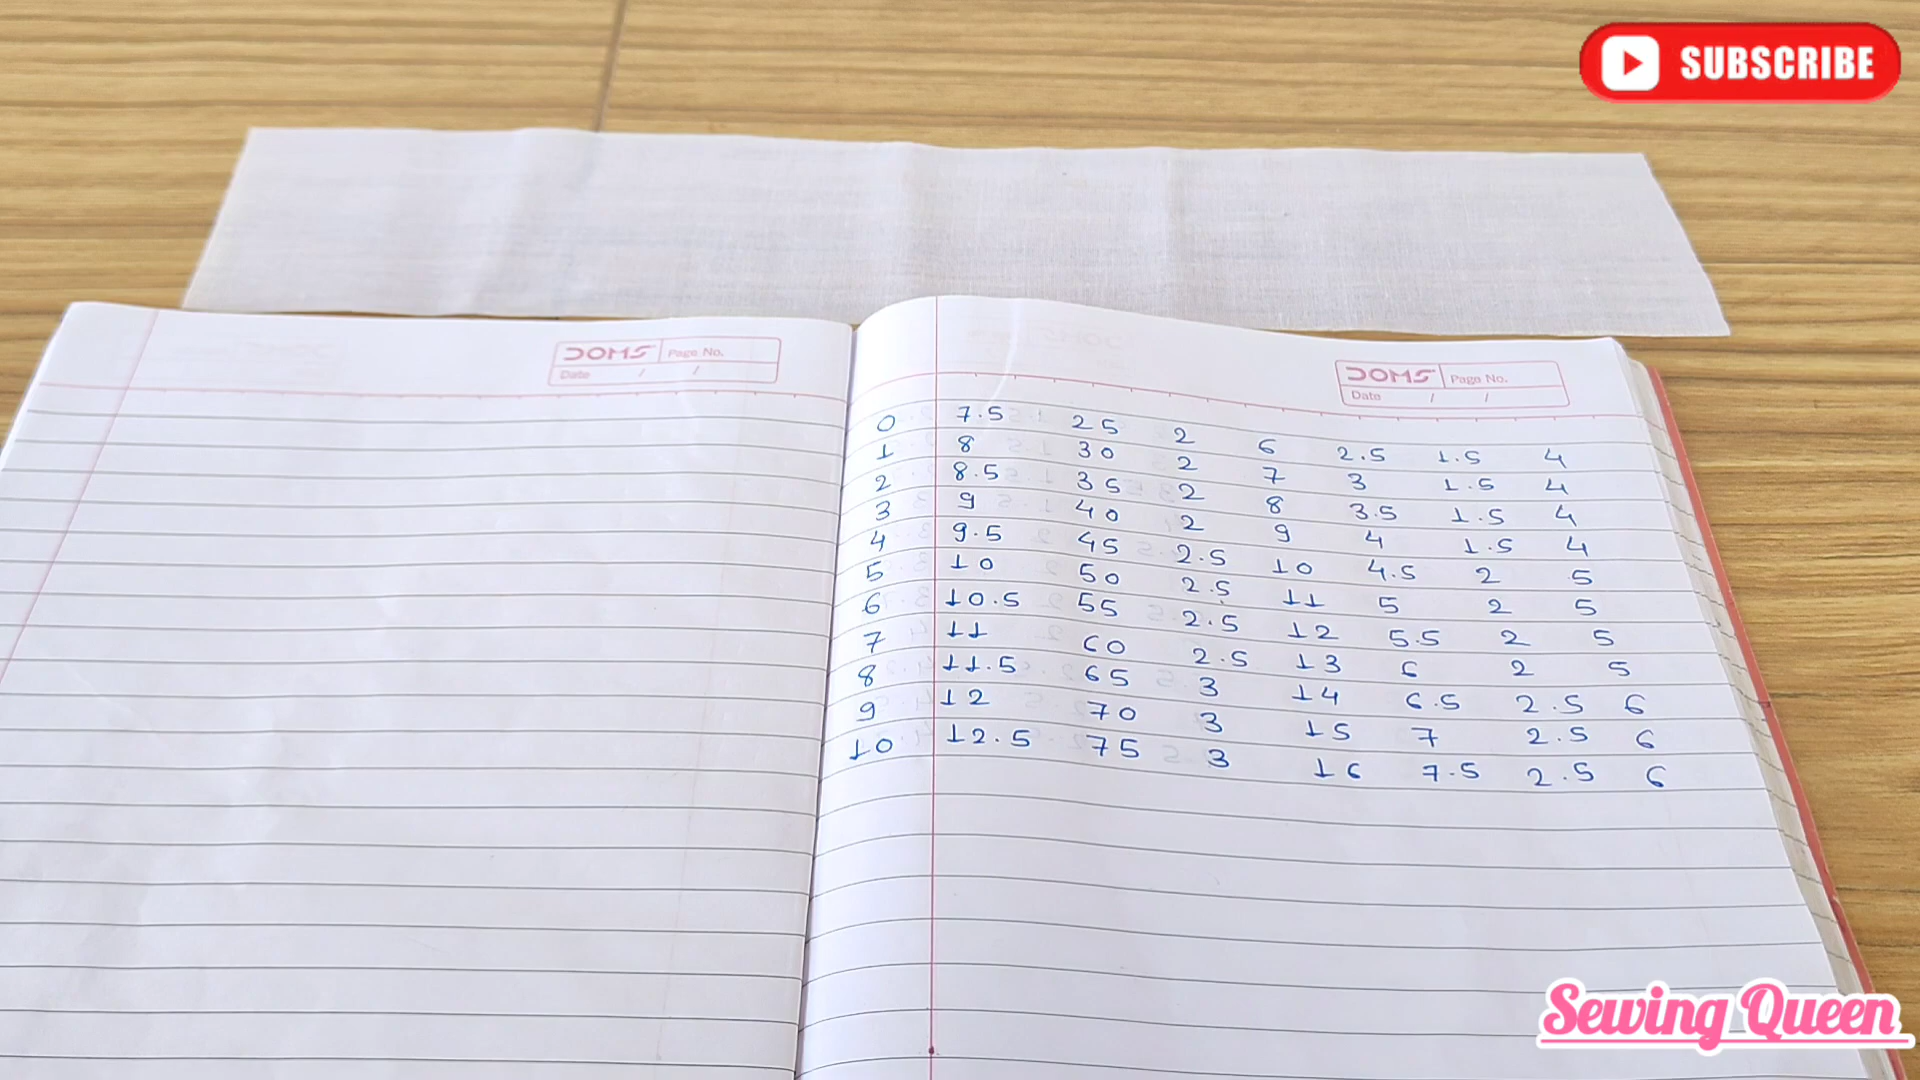 SUBSCRIBE
DOMS Page No.
Date / /
DOMS Page No.
Date / /
0 7.5 25 2 6 2.5 1.5 4
1 8 30 2 7 3 1.5 4
2 8.5 35 2 8 3.5 1.5 4
3 9 40 2 9 4 1.5 4
4 9.5 45 2.5 10 4.5 2 5
5 10 50 2.5 11 5 2 5
6 10.5 55 2.5 12 5.5 2 5
7 11 60 2.5 13 6 2 5
8 11.5 65 3 14 6.5 2.5 6
9 12 70 3 15 7 2.5 6
10 12.5 75 3 16 7.5 2.5 6
Sewing Queen